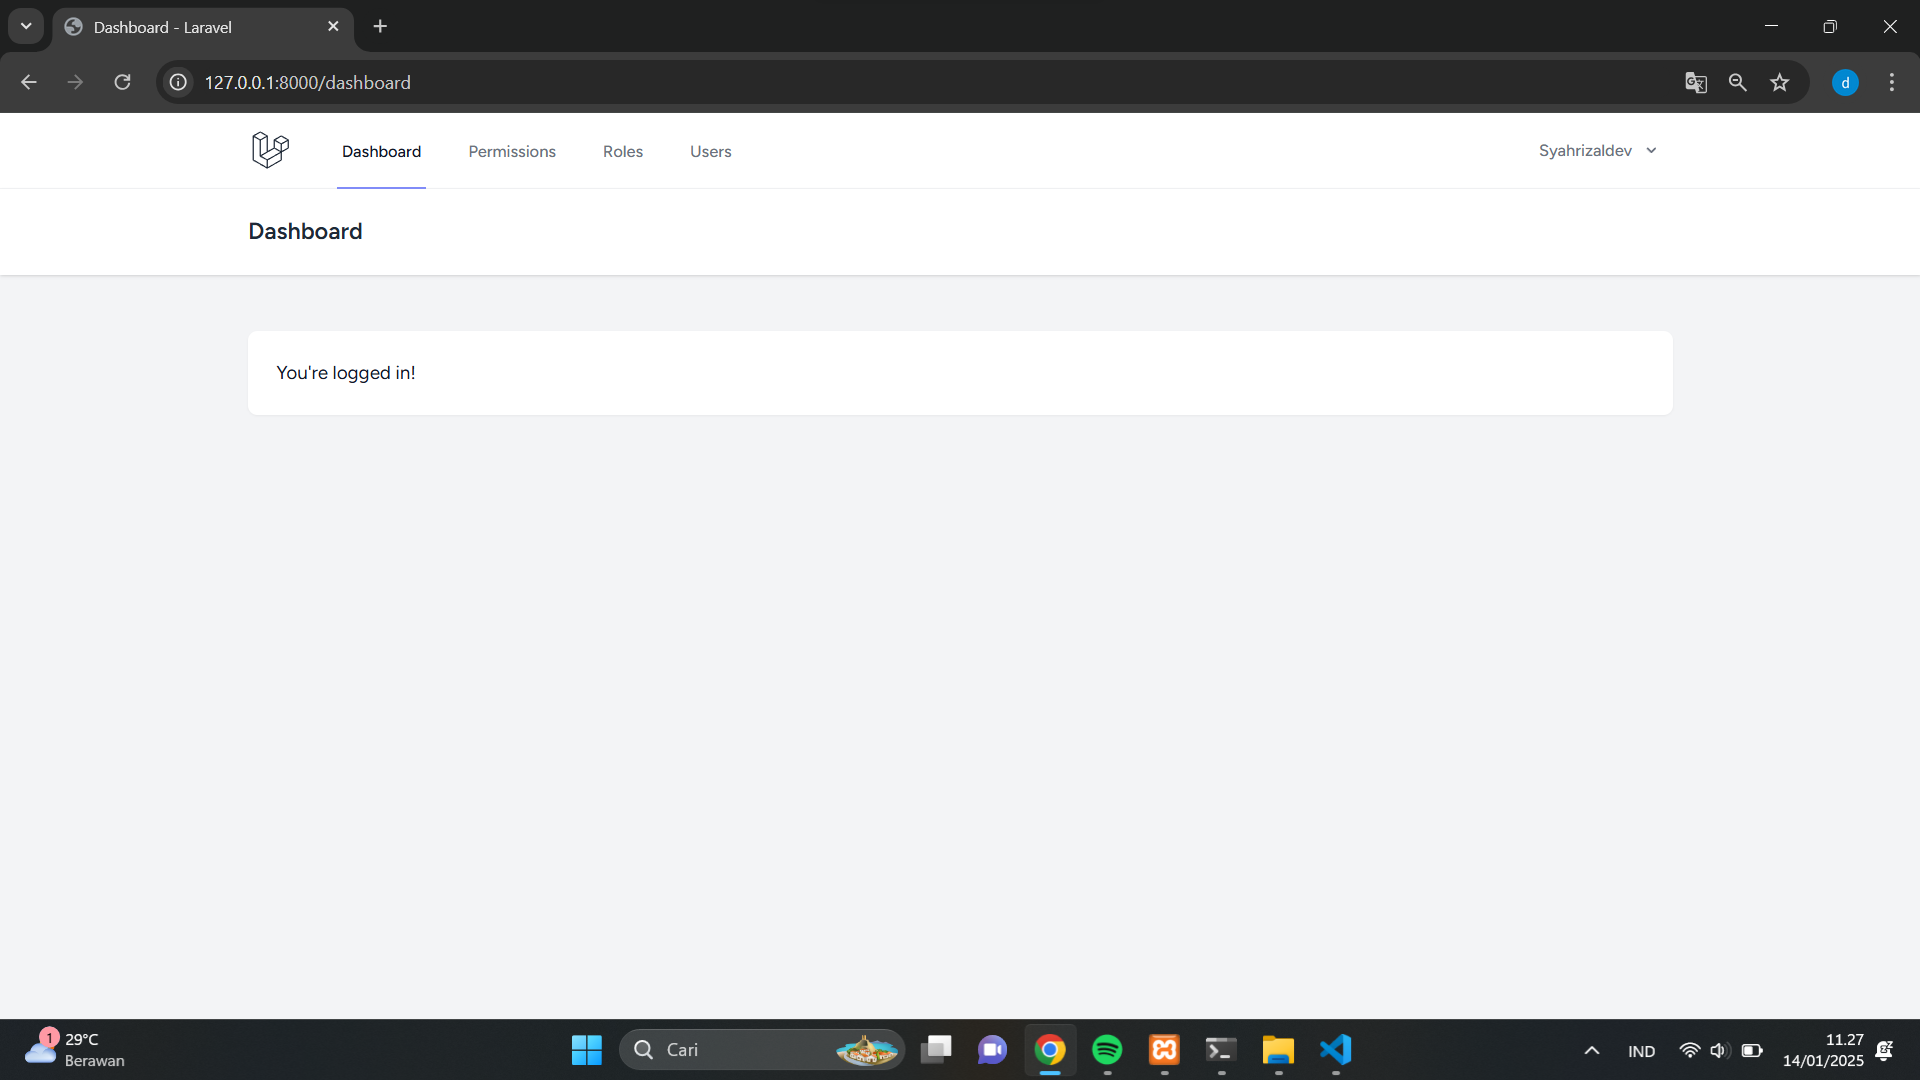 Dashboard - Laravel
127.0.0.1:8000/dashboard
d
Dashboard
Permissions
Roles
Users
Syahrizaldev
Dashboard
You're logged in!
1
29°C
Berawan
Cari
IND
11.27
14/01/2025